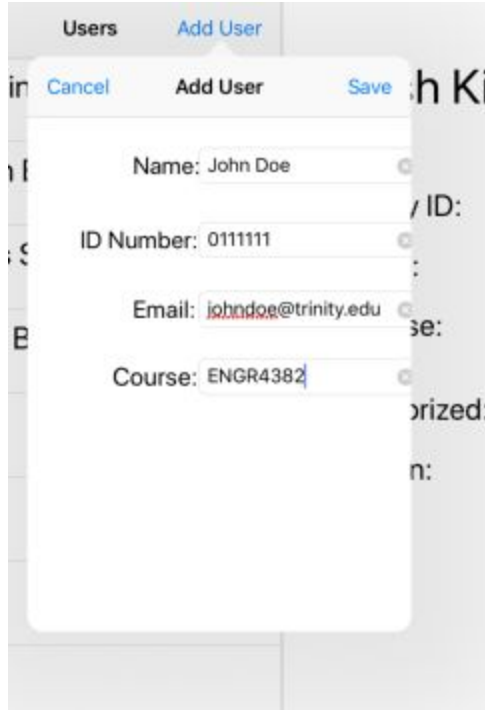 Users Add User
Cancel Add User Save
Name: John Doe
ID Number: 0111111
Email: johndoe@trinity.edu
Course: ENGR4382
ID: